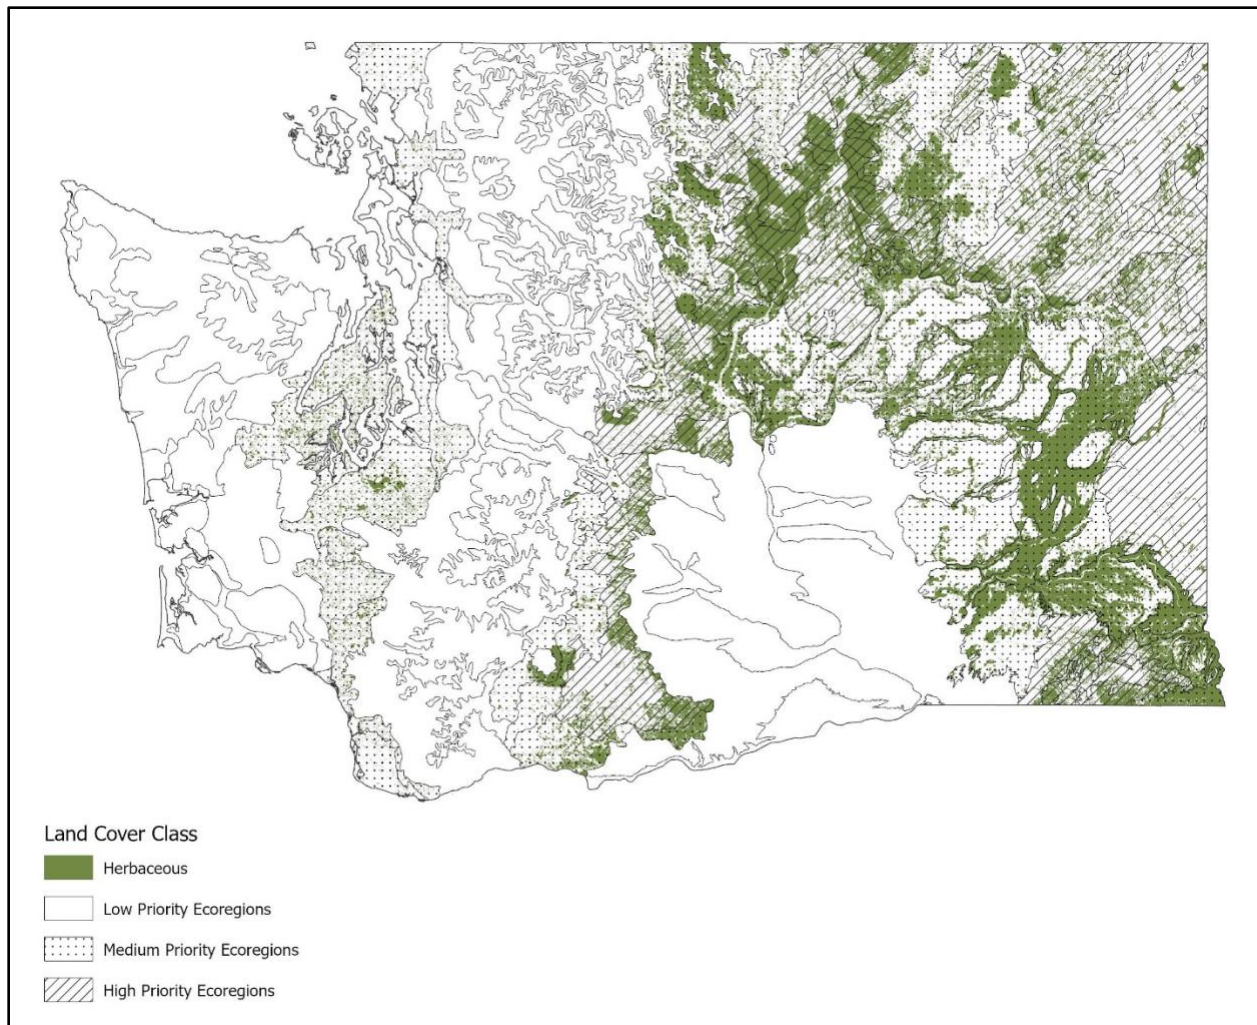 Land Cover Class
Herbaceous
Low Priority Ecoregions
Medium Priority Ecoregions
High Priority Ecoregions